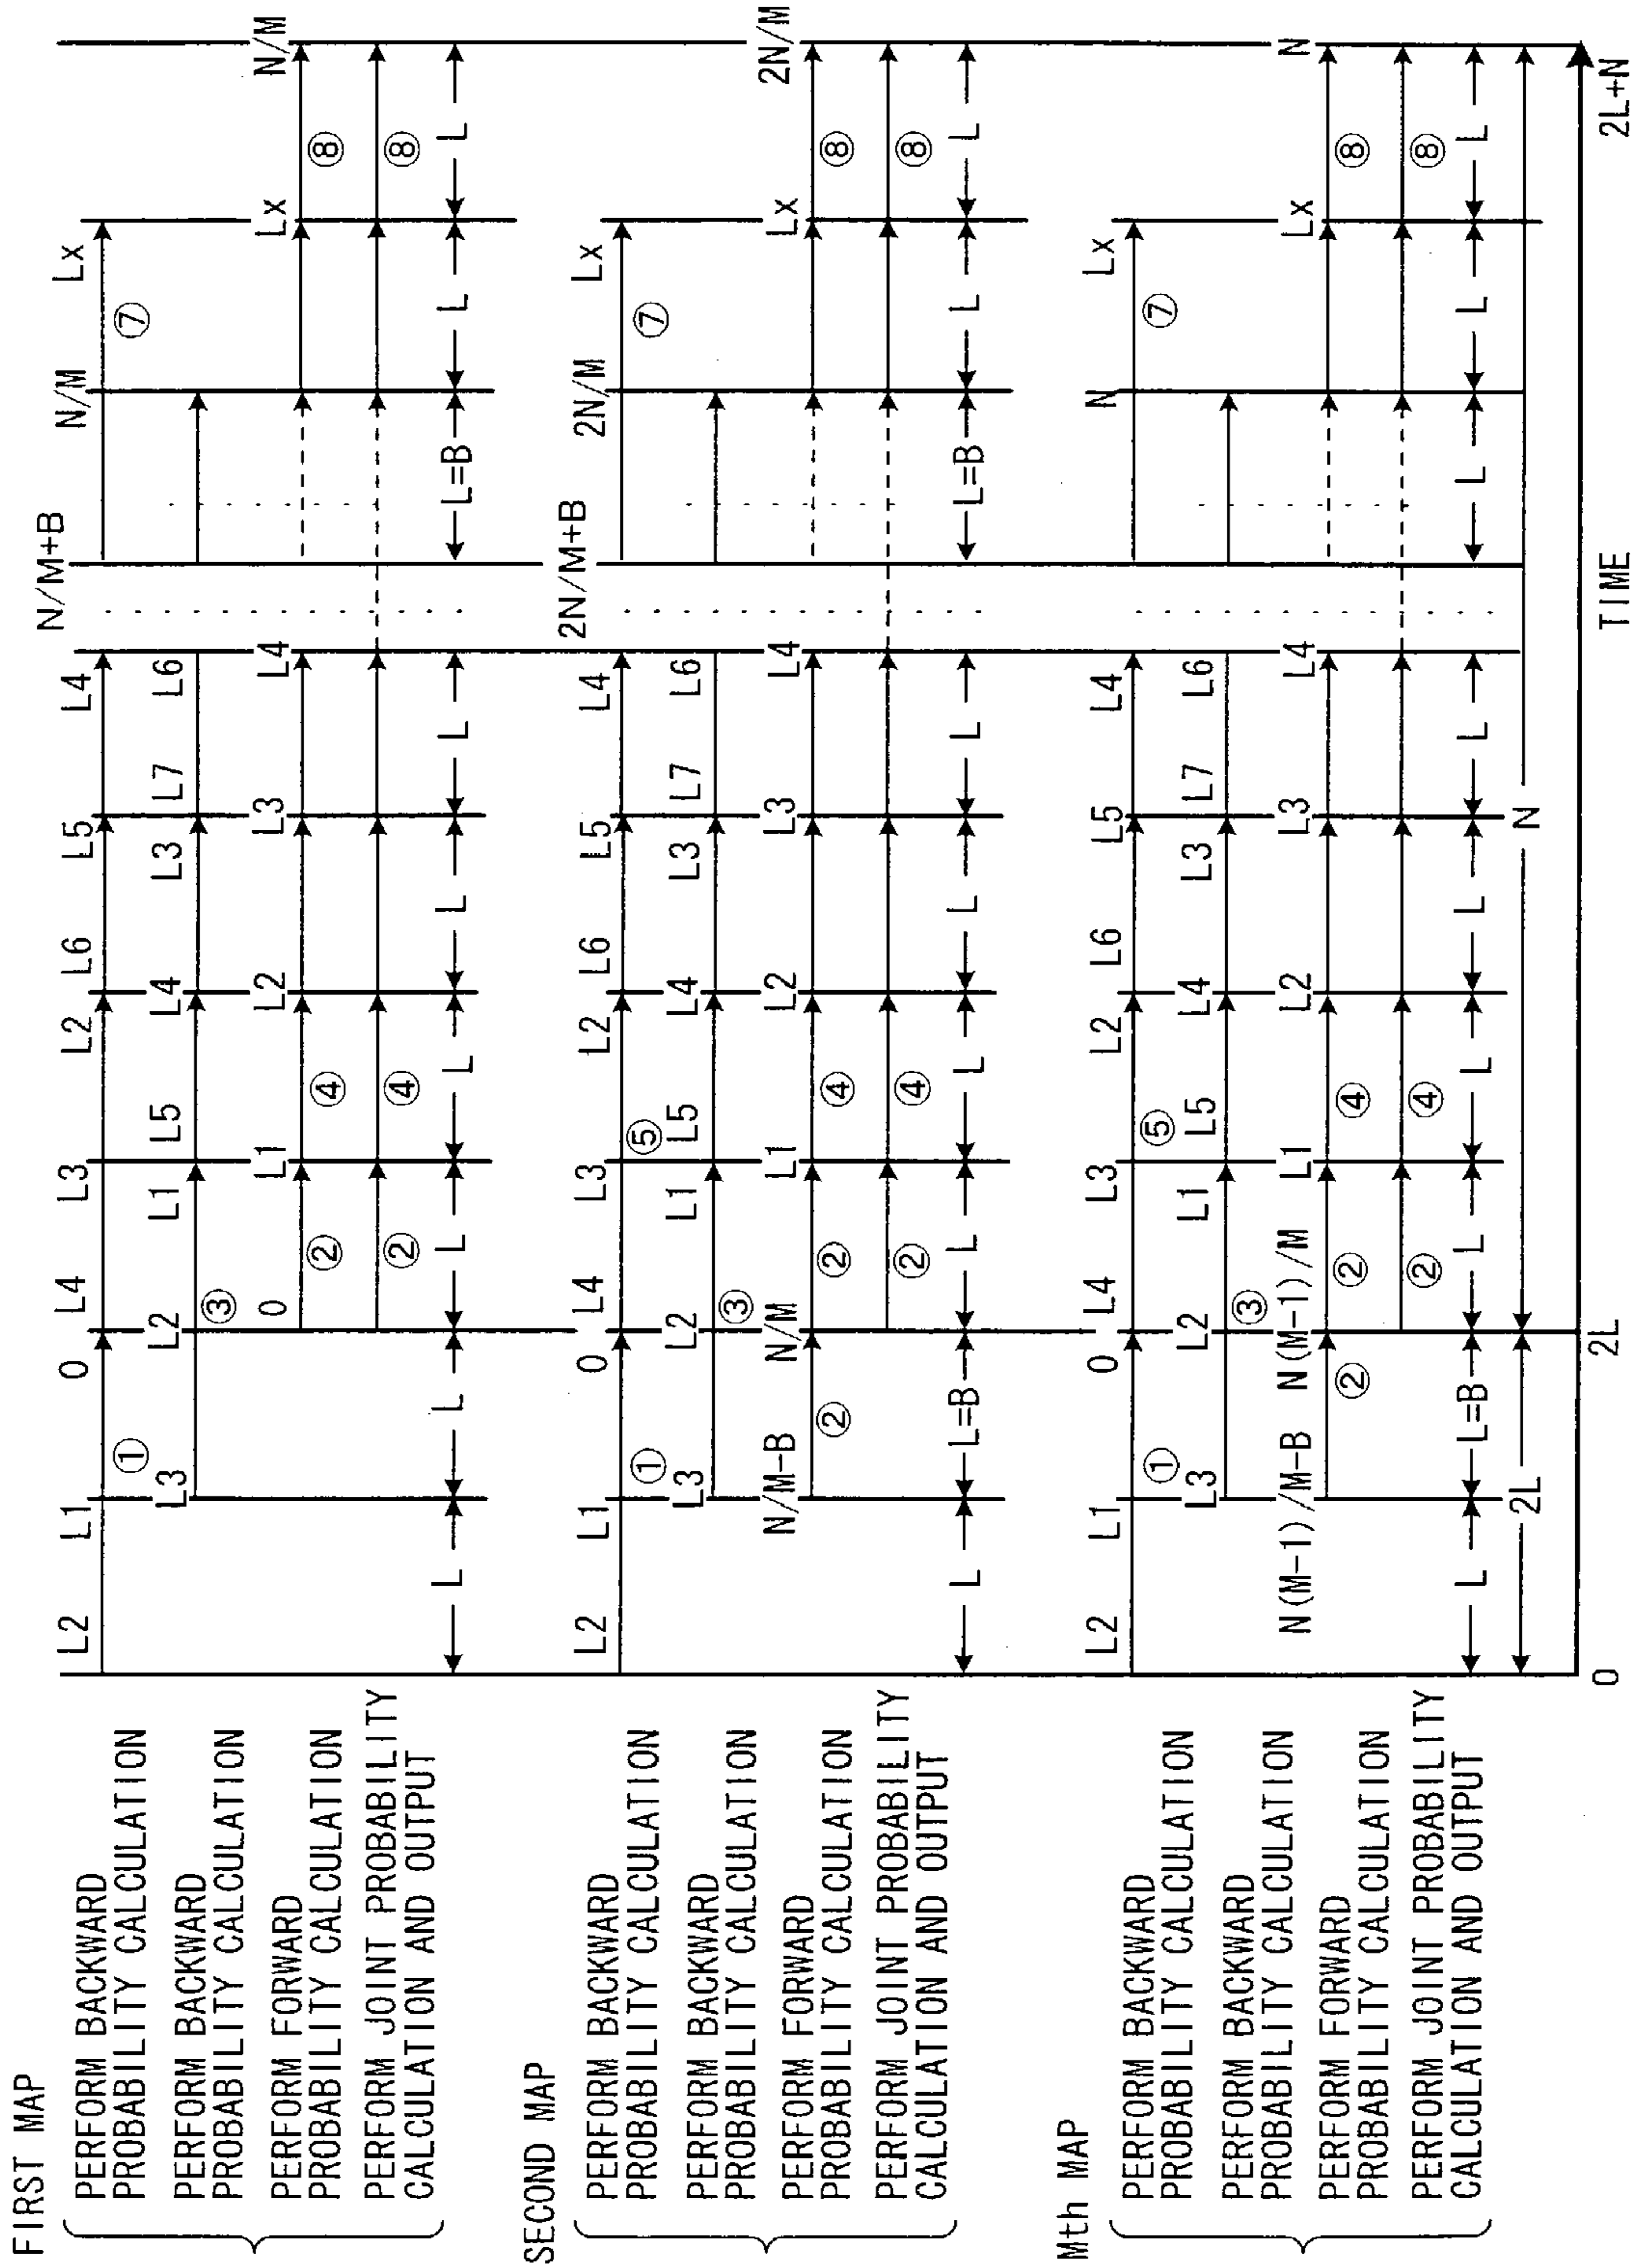 FIRST MAP
PERFORM BACKWARD
PROBABILITY CALCULATION
L2 L1 0 L4 L3 L2 L6 L5 L4 N/M+B N/M Lx
① ⑦
PERFORM BACKWARD
PROBABILITY CALCULATION
L3 L2 L1 L5 L4 L3 L7 L6
③
PERFORM FORWARD
PROBABILITY CALCULATION
0 L1 L2 L3 L4 Lx N/M
② ④ ⑧
PERFORM JOINT PROBABILITY
CALCULATION AND OUTPUT
② ④ ⑧
L L L L L L L=B L L
SECOND MAP
PERFORM BACKWARD
PROBABILITY CALCULATION
L2 L1 0 L4 L3 L2 L6 L5 L4 2N/M+B 2N/M Lx
① ⑤ ⑦
PERFORM BACKWARD
PROBABILITY CALCULATION
L3 L2 L1 L5 L4 L3 L7 L6
③
PERFORM FORWARD
PROBABILITY CALCULATION
N/M-B N/M L1 L2 L3 L4 Lx 2N/M
② ② ④ ⑧
PERFORM JOINT PROBABILITY
CALCULATION AND OUTPUT
② ④ ⑧
L L=B L L L L L=B L L
Mth MAP
PERFORM BACKWARD
PROBABILITY CALCULATION
L2 L1 0 L4 L3 L2 L6 L5 L4 N Lx
① ⑤ ⑦
PERFORM BACKWARD
PROBABILITY CALCULATION
L3 L2 L1 L5 L4 L3 L7 L6
③
PERFORM FORWARD
PROBABILITY CALCULATION
N(M-1)/M-B N(M-1)/M L1 L2 L3 L4 Lx N
② ② ④ ⑧
PERFORM JOINT PROBABILITY
CALCULATION AND OUTPUT
② ④ ⑧
L L=B L L L L L L L
2L N
0 2L TIME 2L+N